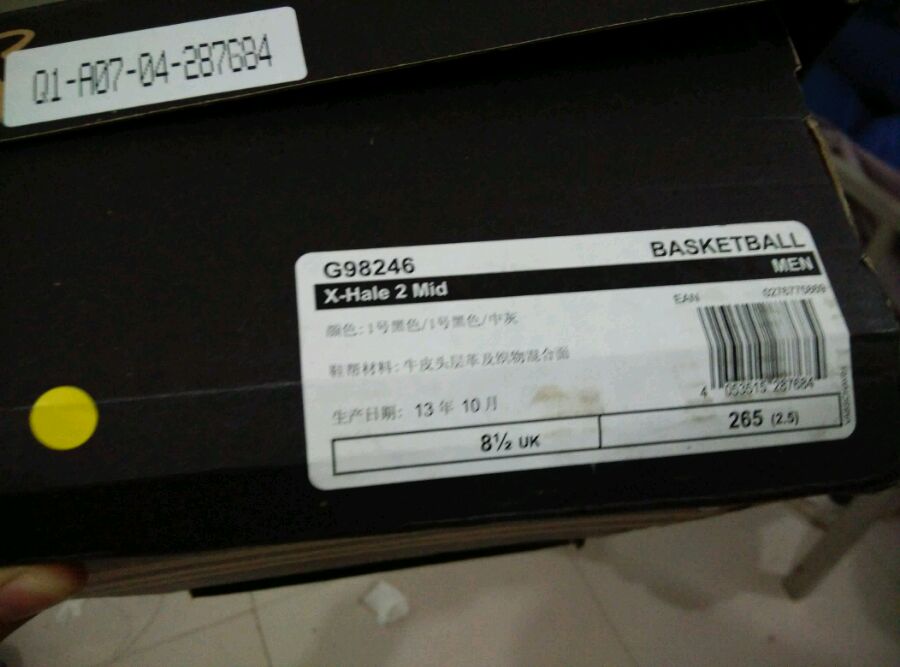 Q1-A07-04-287684
G98246
BASKETBALL
X-Hale 2 Mid
MEN
颜色: 1号黑色/1号黑色/中灰
EAN
0276775669
鞋帮材料: 牛皮头层革及织物混合面
4 053515 287684
生产日期: 13 年 10 月
8½ UK
265 (2.5)